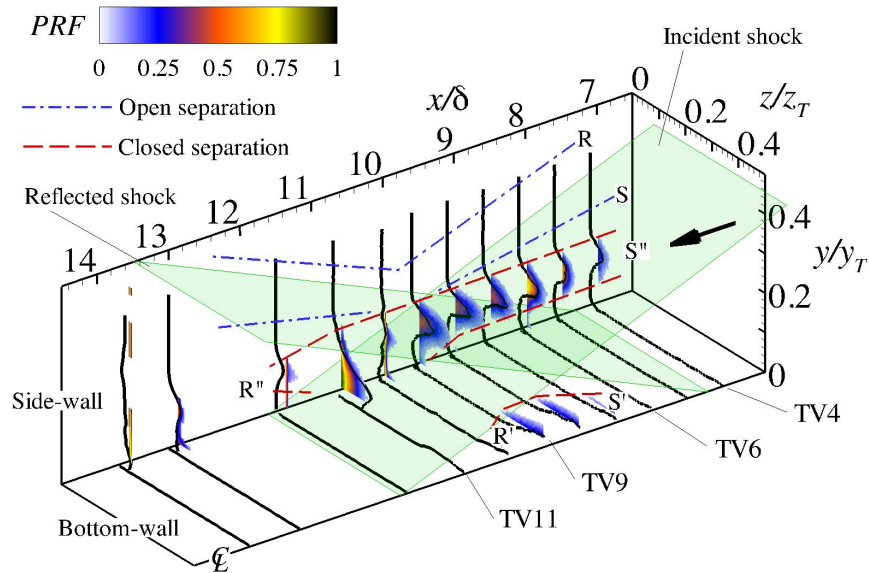 PRF
0 0.25 0.5 0.75 1
Open separation
Closed separation
Incident shock
Reflected shock
x/δ
14 13 12 11 10 9 8 7
z/z_T
0 0.2 0.4
y/y_T
0.4
0.2
0
R
S
S"
R"
S'
R'
Side-wall
Bottom-wall
TV4
TV6
TV9
TV11
℄